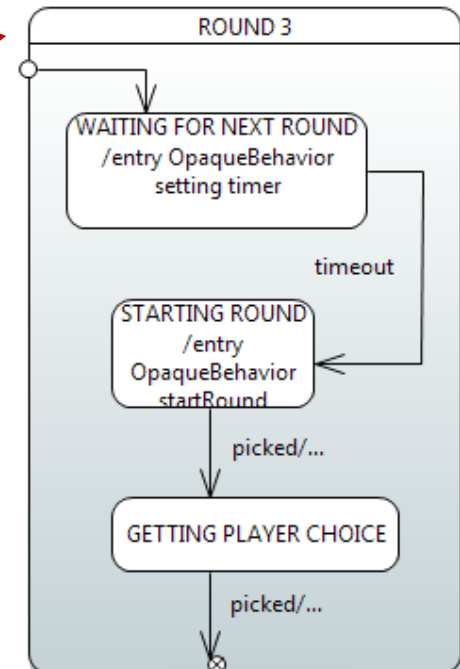 ROUND 3
WAITING FOR NEXT ROUND
/entry OpaqueBehavior
setting timer
timeout
STARTING ROUND
/entry
OpaqueBehavior
startRound
picked/...
GETTING PLAYER CHOICE
picked/...